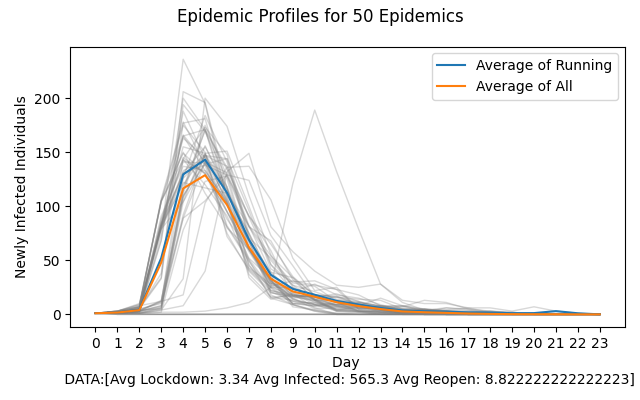 Epidemic Profiles for 50 Epidemics
Average of Running
Average of All
Newly Infected Individuals
200
150
100
50
0
0 1 2 3 4 5 6 7 8 9 10 11 12 13 14 15 16 17 18 19 20 21 22 23
Day
DATA:[Avg Lockdown: 3.34 Avg Infected: 565.3 Avg Reopen: 8.822222222222223]